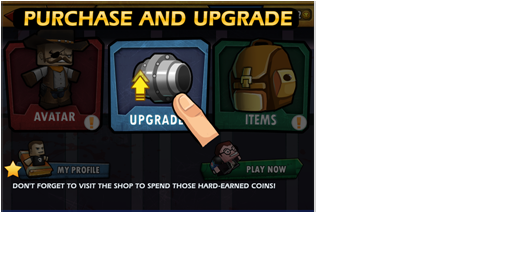 PURCHASE AND UPGRADE
AVATAR
UPGRADE
ITEMS
MY PROFILE
PLAY NOW
DON'T FORGET TO VISIT THE SHOP TO SPEND THOSE HARD-EARNED COINS!